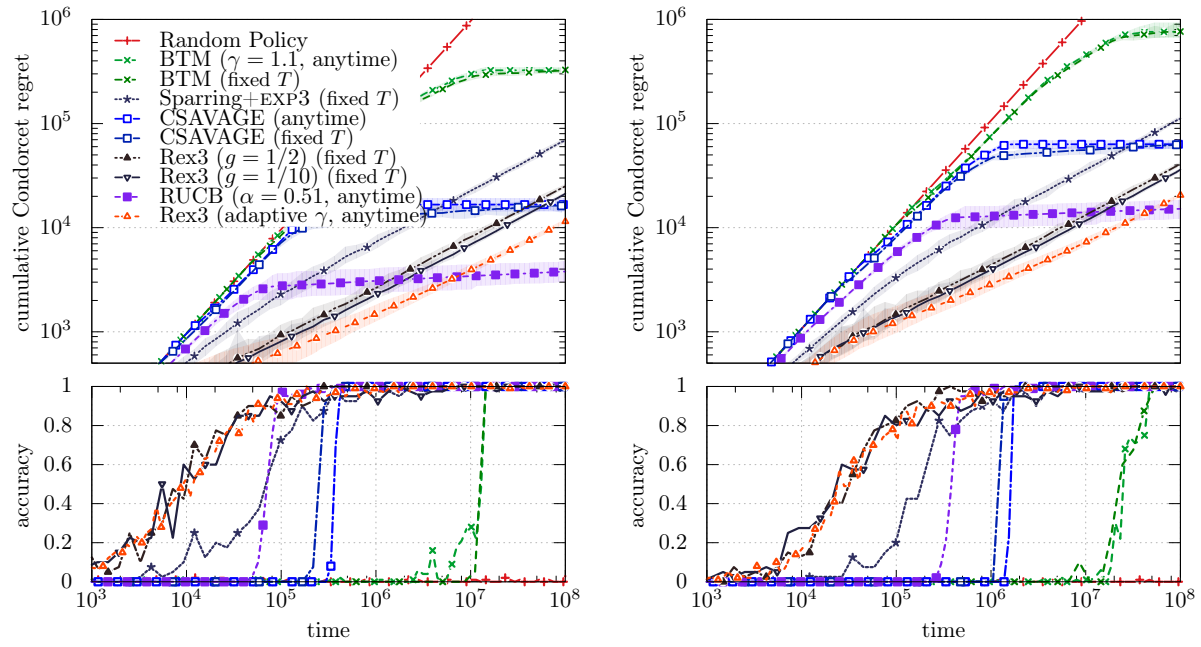 10^6
10^5
10^4
10^3
cumulative Condorcet regret
Random Policy
BTM (γ = 1.1, anytime)
BTM (fixed T)
Sparring+EXP3 (fixed T)
CSAVAGE (anytime)
CSAVAGE (fixed T)
Rex3 (g = 1/2) (fixed T)
Rex3 (g = 1/10) (fixed T)
RUCB (α = 0.51, anytime)
Rex3 (adaptive γ, anytime
1
0.8
0.6
0.4
0.2
0
accuracy
10^3 10^4 10^5 10^6 10^7 10^8
time
10^6
10^5
10^4
10^3
cumulative Condorcet regret
1
0.8
0.6
0.4
0.2
0
accuracy
10^3 10^4 10^5 10^6 10^7 10^8
time